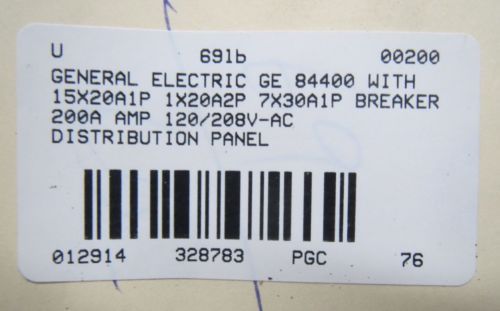 U 69lb 00200
GENERAL ELECTRIC GE 84400 WITH
15X20A1P 1X20A2P 7X30A1P BREAKER
200A AMP 120/208V-AC
DISTRIBUTION PANEL
012914 328783 PGC 76